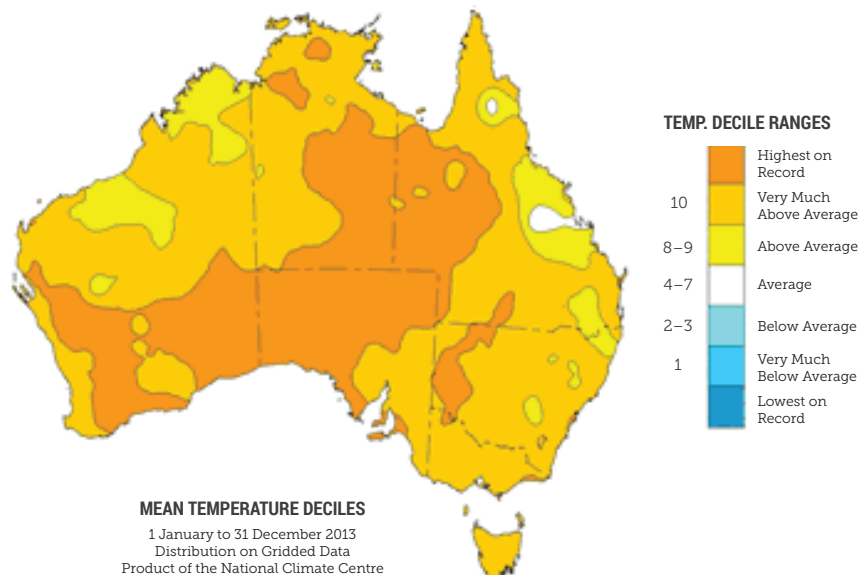 TEMP. DECILE RANGES
Highest on
Record
10
Very Much
Above Average
8–9
Above Average
4–7
Average
2–3
Below Average
1
Very Much
Below Average
Lowest on
Record
MEAN TEMPERATURE DECILES
1 January to 31 December 2013
Distribution on Gridded Data
Product of the National Climate Centre